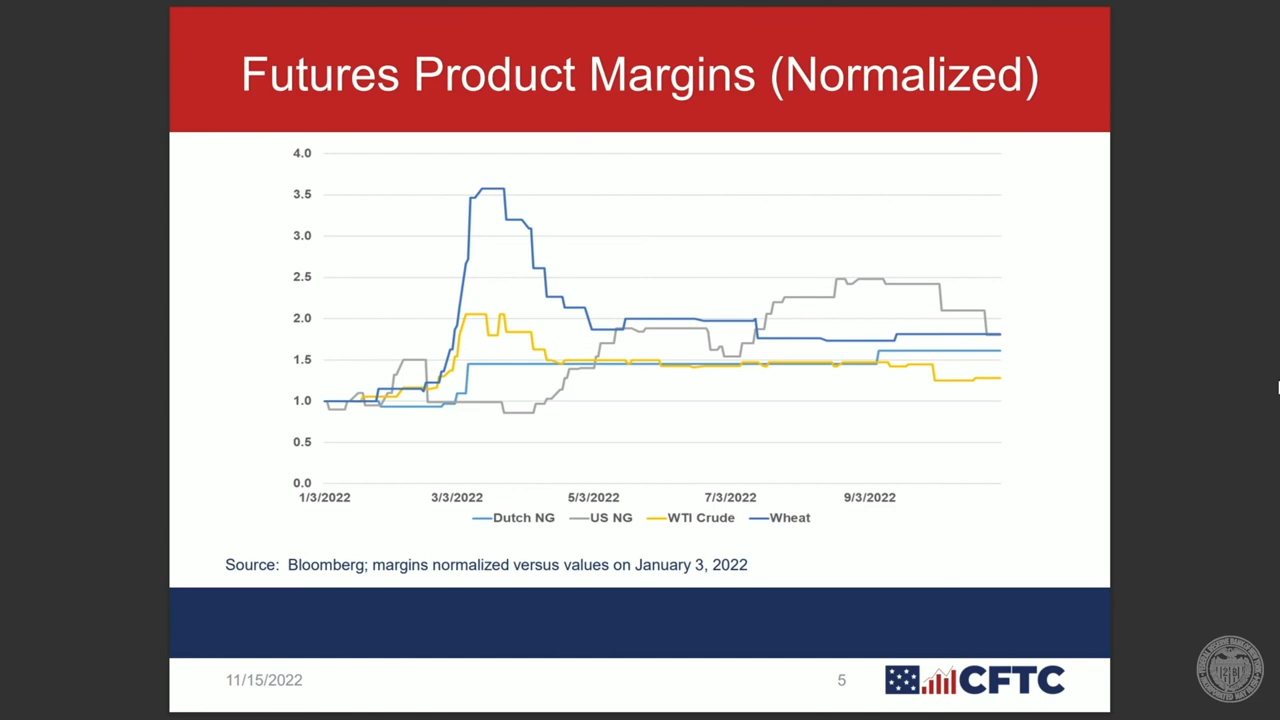 Futures Product Margins (Normalized)
4.0
3.5
3.0
2.5
2.0
1.5
1.0
0.5
0.0
1/3/2022 3/3/2022 5/3/2022 7/3/2022 9/3/2022
Dutch NG US NG WTI Crude Wheat
Source: Bloomberg; margins normalized versus values on January 3, 2022
11/15/2022 5 CFTC